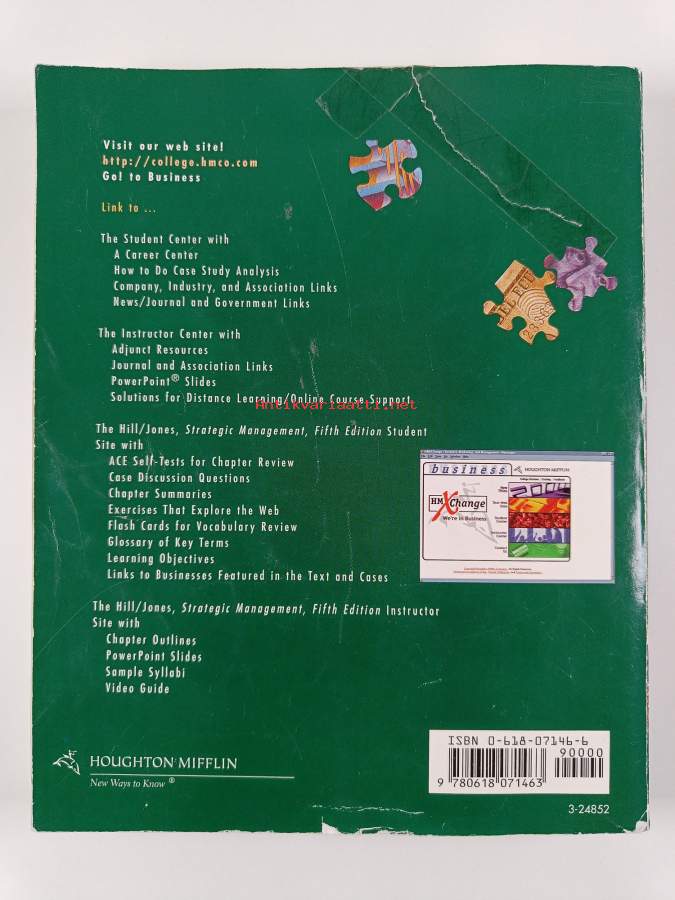 Visit our web site!
http://college.hmco.com
Go! to Business
Link to ...
The Student Center with
A Career Center
How to Do Case Study Analysis
Company, Industry, and Association Links
News/Journal and Government Links
The Instructor Center with
Adjunct Resources
Journal and Association Links
PowerPoint® Slides
Solutions for Distance Learning/Online Course Support
Antikvariaatti.net
The Hill/Jones, Strategic Management, Fifth Edition Student
Site with
ACE Self-Tests for Chapter Review
Case Discussion Questions
Chapter Summaries
Exercises That Explore the Web
Flash Cards for Vocabulary Review
Glossary of Key Terms
Learning Objectives
Links to Businesses Featured in the Text and Cases
business
HOUGHTON MIFFLIN
HM XChange
We're in Business
The Hill/Jones, Strategic Management, Fifth Edition Instructor
Site with
Chapter Outlines
PowerPoint Slides
Sample Syllabi
Video Guide
HOUGHTON MIFFLIN
New Ways to Know ®
ISBN 0-618-07146-6
90000
9 780618 071463
3-24852